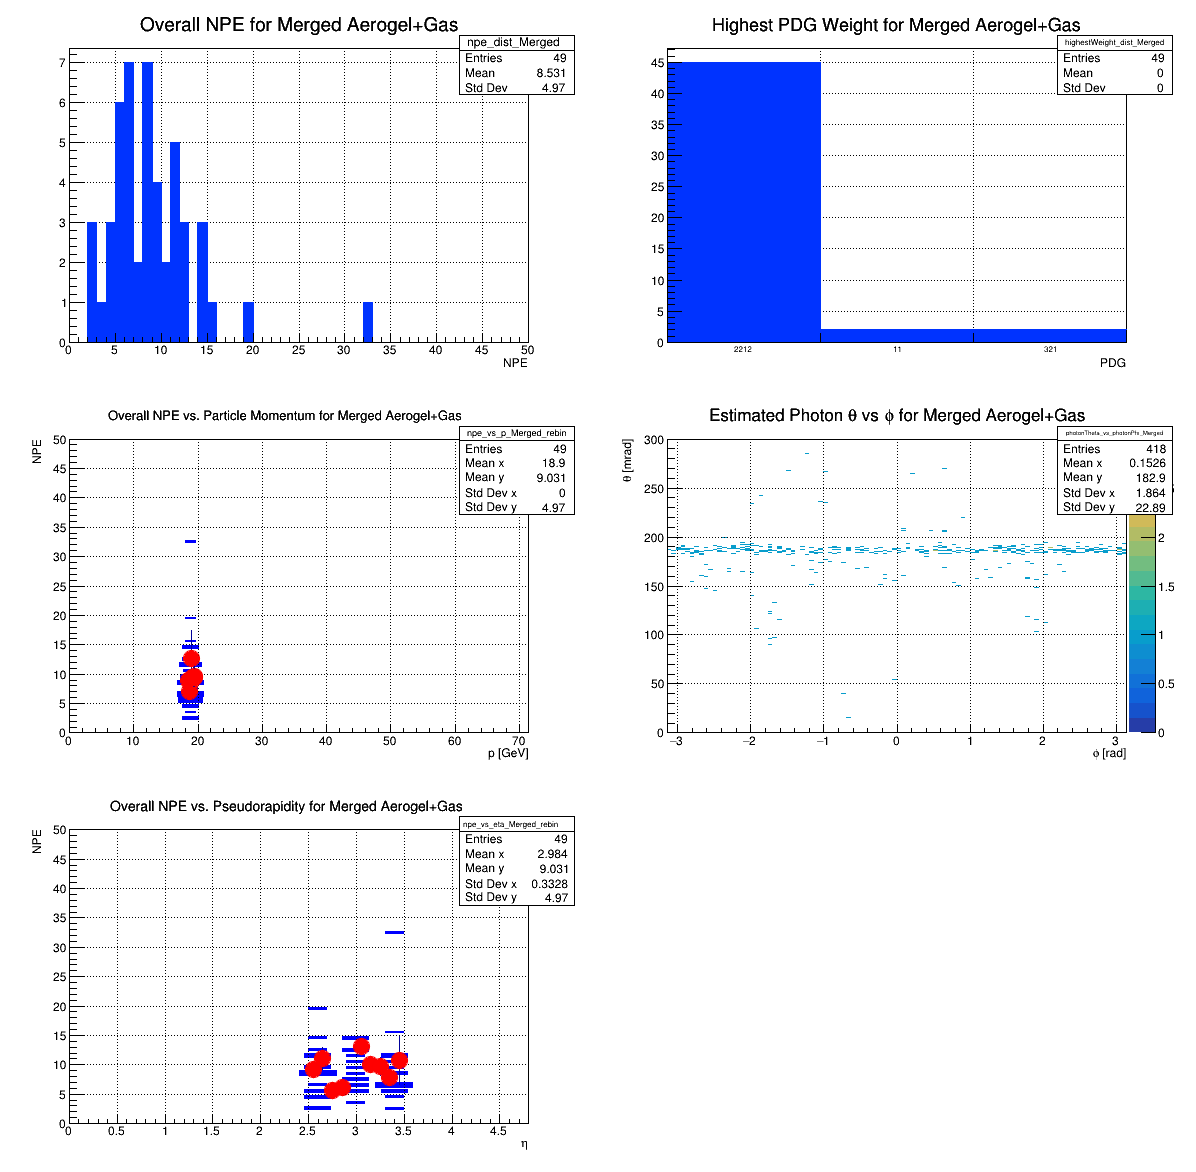 Overall NPE for Merged Aerogel+Gas
npe_dist_Merged
Entries 49
Mean 8.531
Std Dev 4.97
7
6
5
4
3
2
1
0
0 5 10 15 20 25 30 35 40 45 50
NPE
Highest PDG Weight for Merged Aerogel+Gas
highestWeight_dist_Merged
Entries 49
Mean 0
Std Dev 0
45
40
35
30
25
20
15
10
5
0
2212 11 321
PDG
Overall NPE vs. Particle Momentum for Merged Aerogel+Gas
npe_vs_p_Merged_rebin
Entries 49
Mean x 18.9
Mean y 9.031
Std Dev x 0
Std Dev y 4.97
NPE
50
45
40
35
30
25
20
15
10
5
0
0 10 20 30 40 50 60 70
p [GeV]
Estimated Photon θ vs ϕ for Merged Aerogel+Gas
photonTheta_vs_photonPhi_Merged
Entries 418
Mean x 0.1526
Mean y 182.9
Std Dev x 1.864
Std Dev y 22.89
θ [mrad]
300
250
200
150
100
50
0
−3 −2 −1 0 1 2 3
ϕ [rad]
2
1.5
1
0.5
0
Overall NPE vs. Pseudorapidity for Merged Aerogel+Gas
npe_vs_eta_Merged_rebin
Entries 49
Mean x 2.984
Mean y 9.031
Std Dev x 0.3328
Std Dev y 4.97
NPE
50
45
40
35
30
25
20
15
10
5
0
0 0.5 1 1.5 2 2.5 3 3.5 4 4.5
η